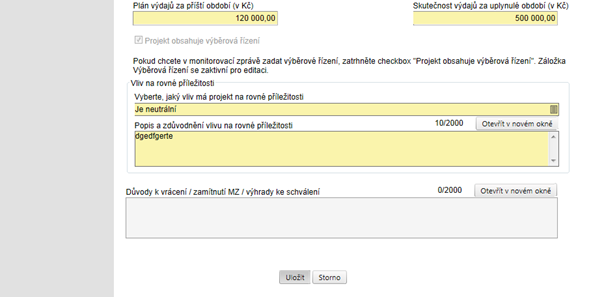 Plán výdajů za příští období (v Kč) Skutečnost výdajů za uplynulé období (v Kč)
120 000,00 500 000,00
Projekt obsahuje výběrová řízení
Pokud chcete v monitorovací zprávě zadat výběrové řízení, zatrhněte checkbox "Projekt obsahuje výběrová řízení". Záložka
Výběrová řízení se zaktivní pro editaci.
Vliv na rovné příležitosti
Vyberte, jaký vliv má projekt na rovné příležitosti
Je neutrální
Popis a zdůvodnění vlivu na rovné příležitosti 10/2000 Otevřít v novém okně
dgedfgerte
Důvody k vrácení / zamítnutí MZ / výhrady ke schválení 0/2000 Otevřít v novém okně
Uložit Storno